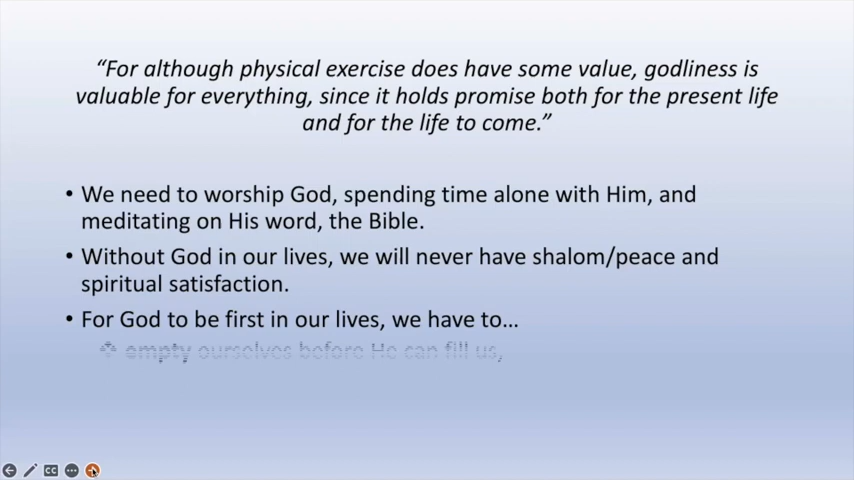 “For although physical exercise does have some value, godliness is
valuable for everything, since it holds promise both for the present life
and for the life to come.”
• We need to worship God, spending time alone with Him, and
meditating on His word, the Bible.
• Without God in our lives, we will never have shalom/peace and
spiritual satisfaction.
• For God to be first in our lives, we have to…
❖ empty ourselves before He can fill us,
CC